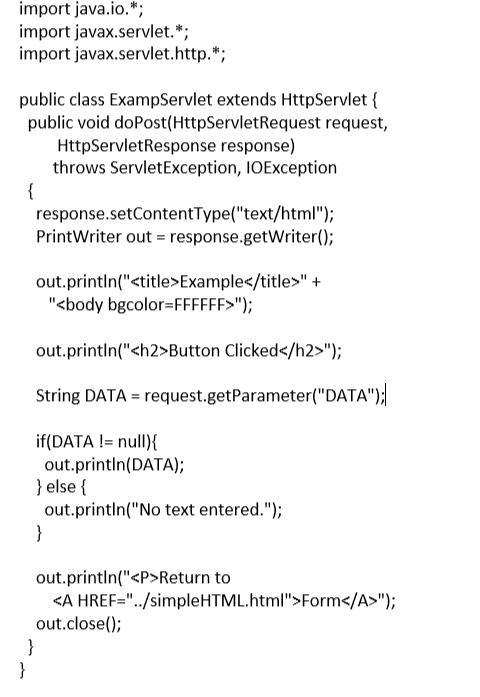 import java.io.*;
import javax.servlet.*;
import javax.servlet.http.*;

public class ExampServlet extends HttpServlet {
  public void doPost(HttpServletRequest request,
        HttpServletResponse response)
       throws ServletException, IOException
  {
    response.setContentType("text/html");
    PrintWriter out = response.getWriter();

    out.println("<title>Example</title>" +
      "<body bgcolor=FFFFFF>");

    out.println("<h2>Button Clicked</h2>");

    String DATA = request.getParameter("DATA");

    if(DATA != null){
      out.println(DATA);
    } else {
      out.println("No text entered.");
    }

    out.println("<P>Return to
       <A HREF="../simpleHTML.html">Form</A>");
    out.close();
  }
}